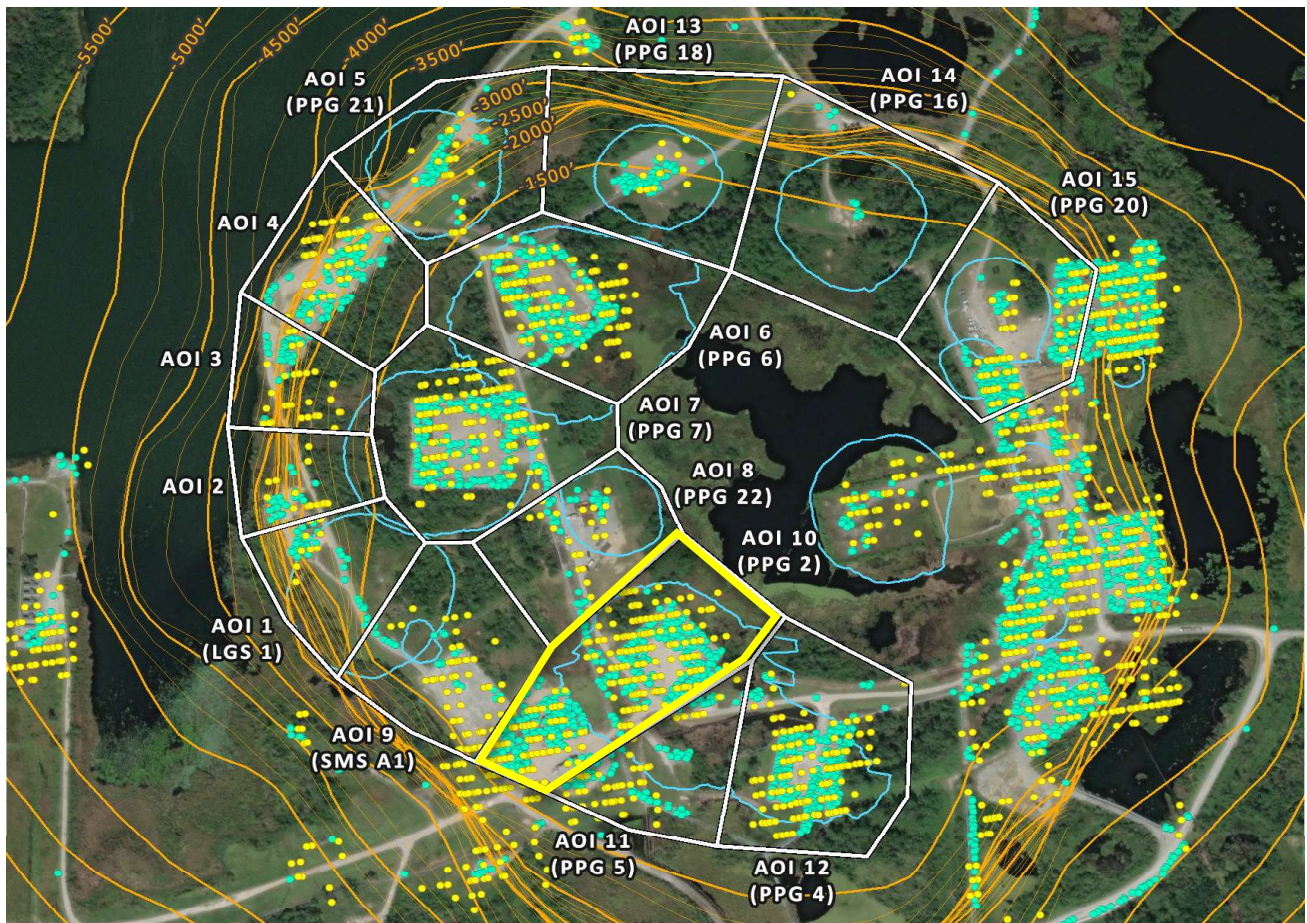 -5500'
-5000'
-4500'
-4000'
-3500'
-3000'
-2500'
-2000'
-1500'
AOI 13
(PPG 18)
AOI 5
(PPG 21)
AOI 14
(PPG 16)
AOI 15
(PPG 20)
AOI 4
AOI 3
AOI 6
(PPG 6)
AOI 7
(PPG 7)
AOI 2
AOI 8
(PPG 22)
AOI 10
(PPG 2)
AOI 1
(LGS 1)
AOI 9
(SMS A1)
AOI 11
(PPG 5)
AOI 12
(PPG 4)